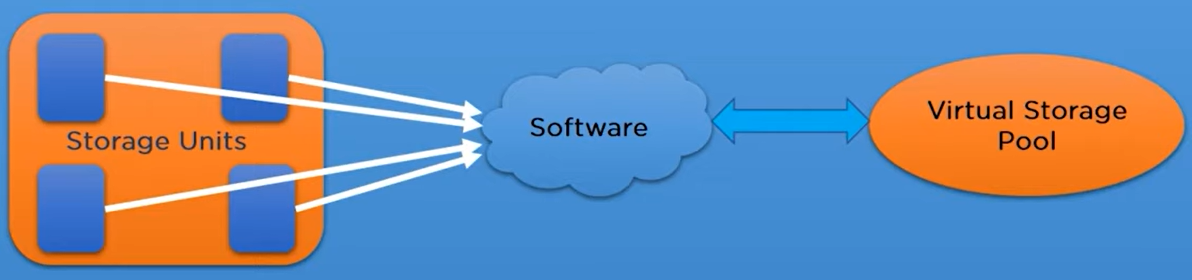 Storage Units
Software
Virtual Storage
Pool